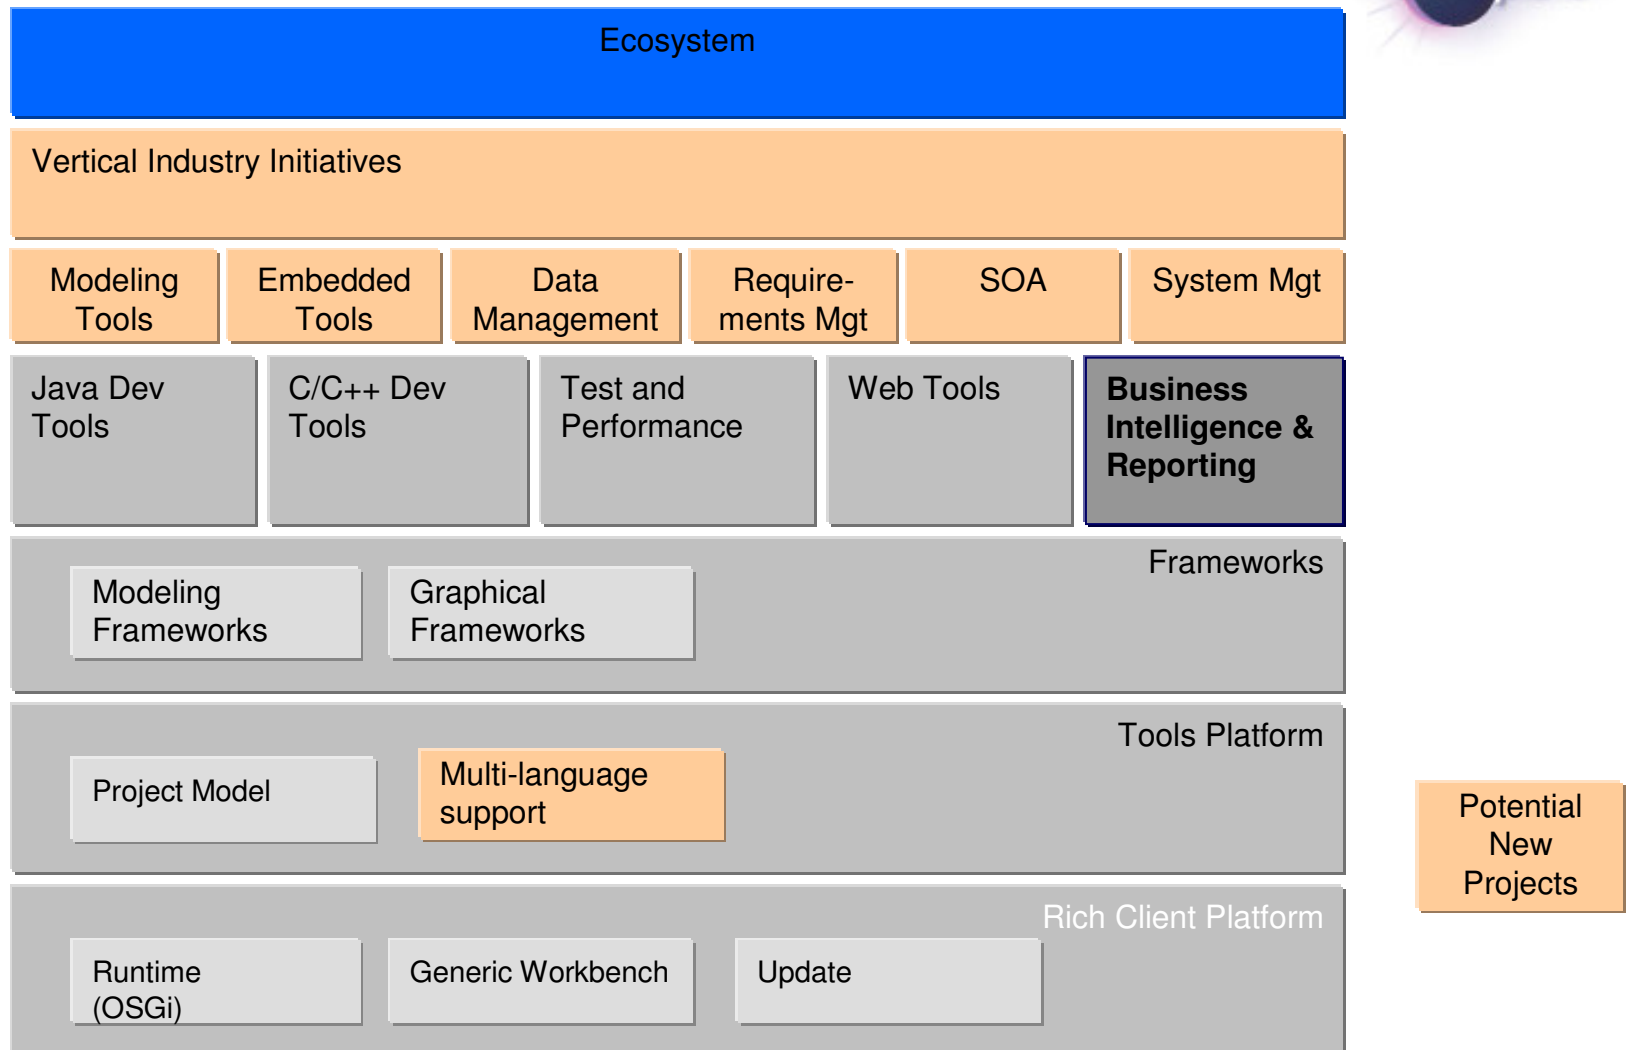 Ecosystem
Vertical Industry Initiatives
Modeling
Tools
Embedded
Tools
Data
Management
Require-
ments Mgt
SOA
System Mgt
Java Dev
Tools
C/C++ Dev
Tools
Test and
Performance
Web Tools
Business
Intelligence &
Reporting
Frameworks
Modeling
Frameworks
Graphical
Frameworks
Tools Platform
Project Model
Multi-language
support
Potential
New
Projects
Rich Client Platform
Runtime
(OSGi)
Generic Workbench
Update